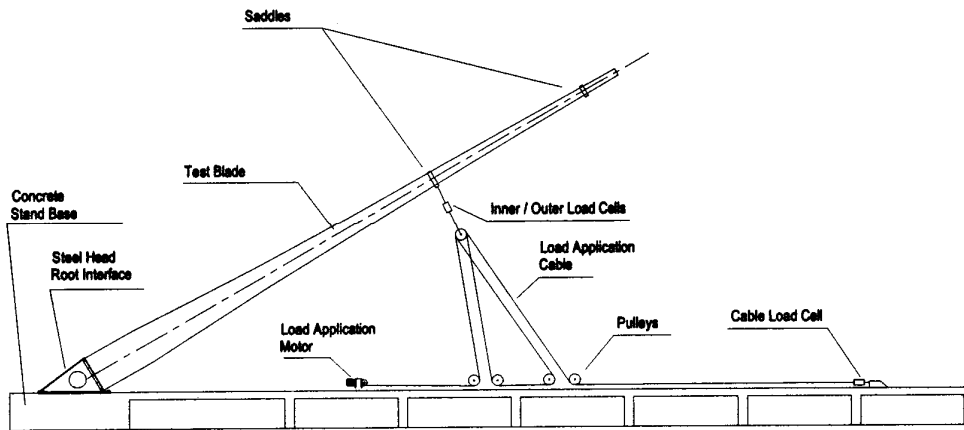 Saddles
Test Blade
Concrete
Stand Base
Inner / Outer Load Cells
Steel Head
Root Interface
Load Application
Cable
Load Application
Motor
Pulleys
Cable Load Cell